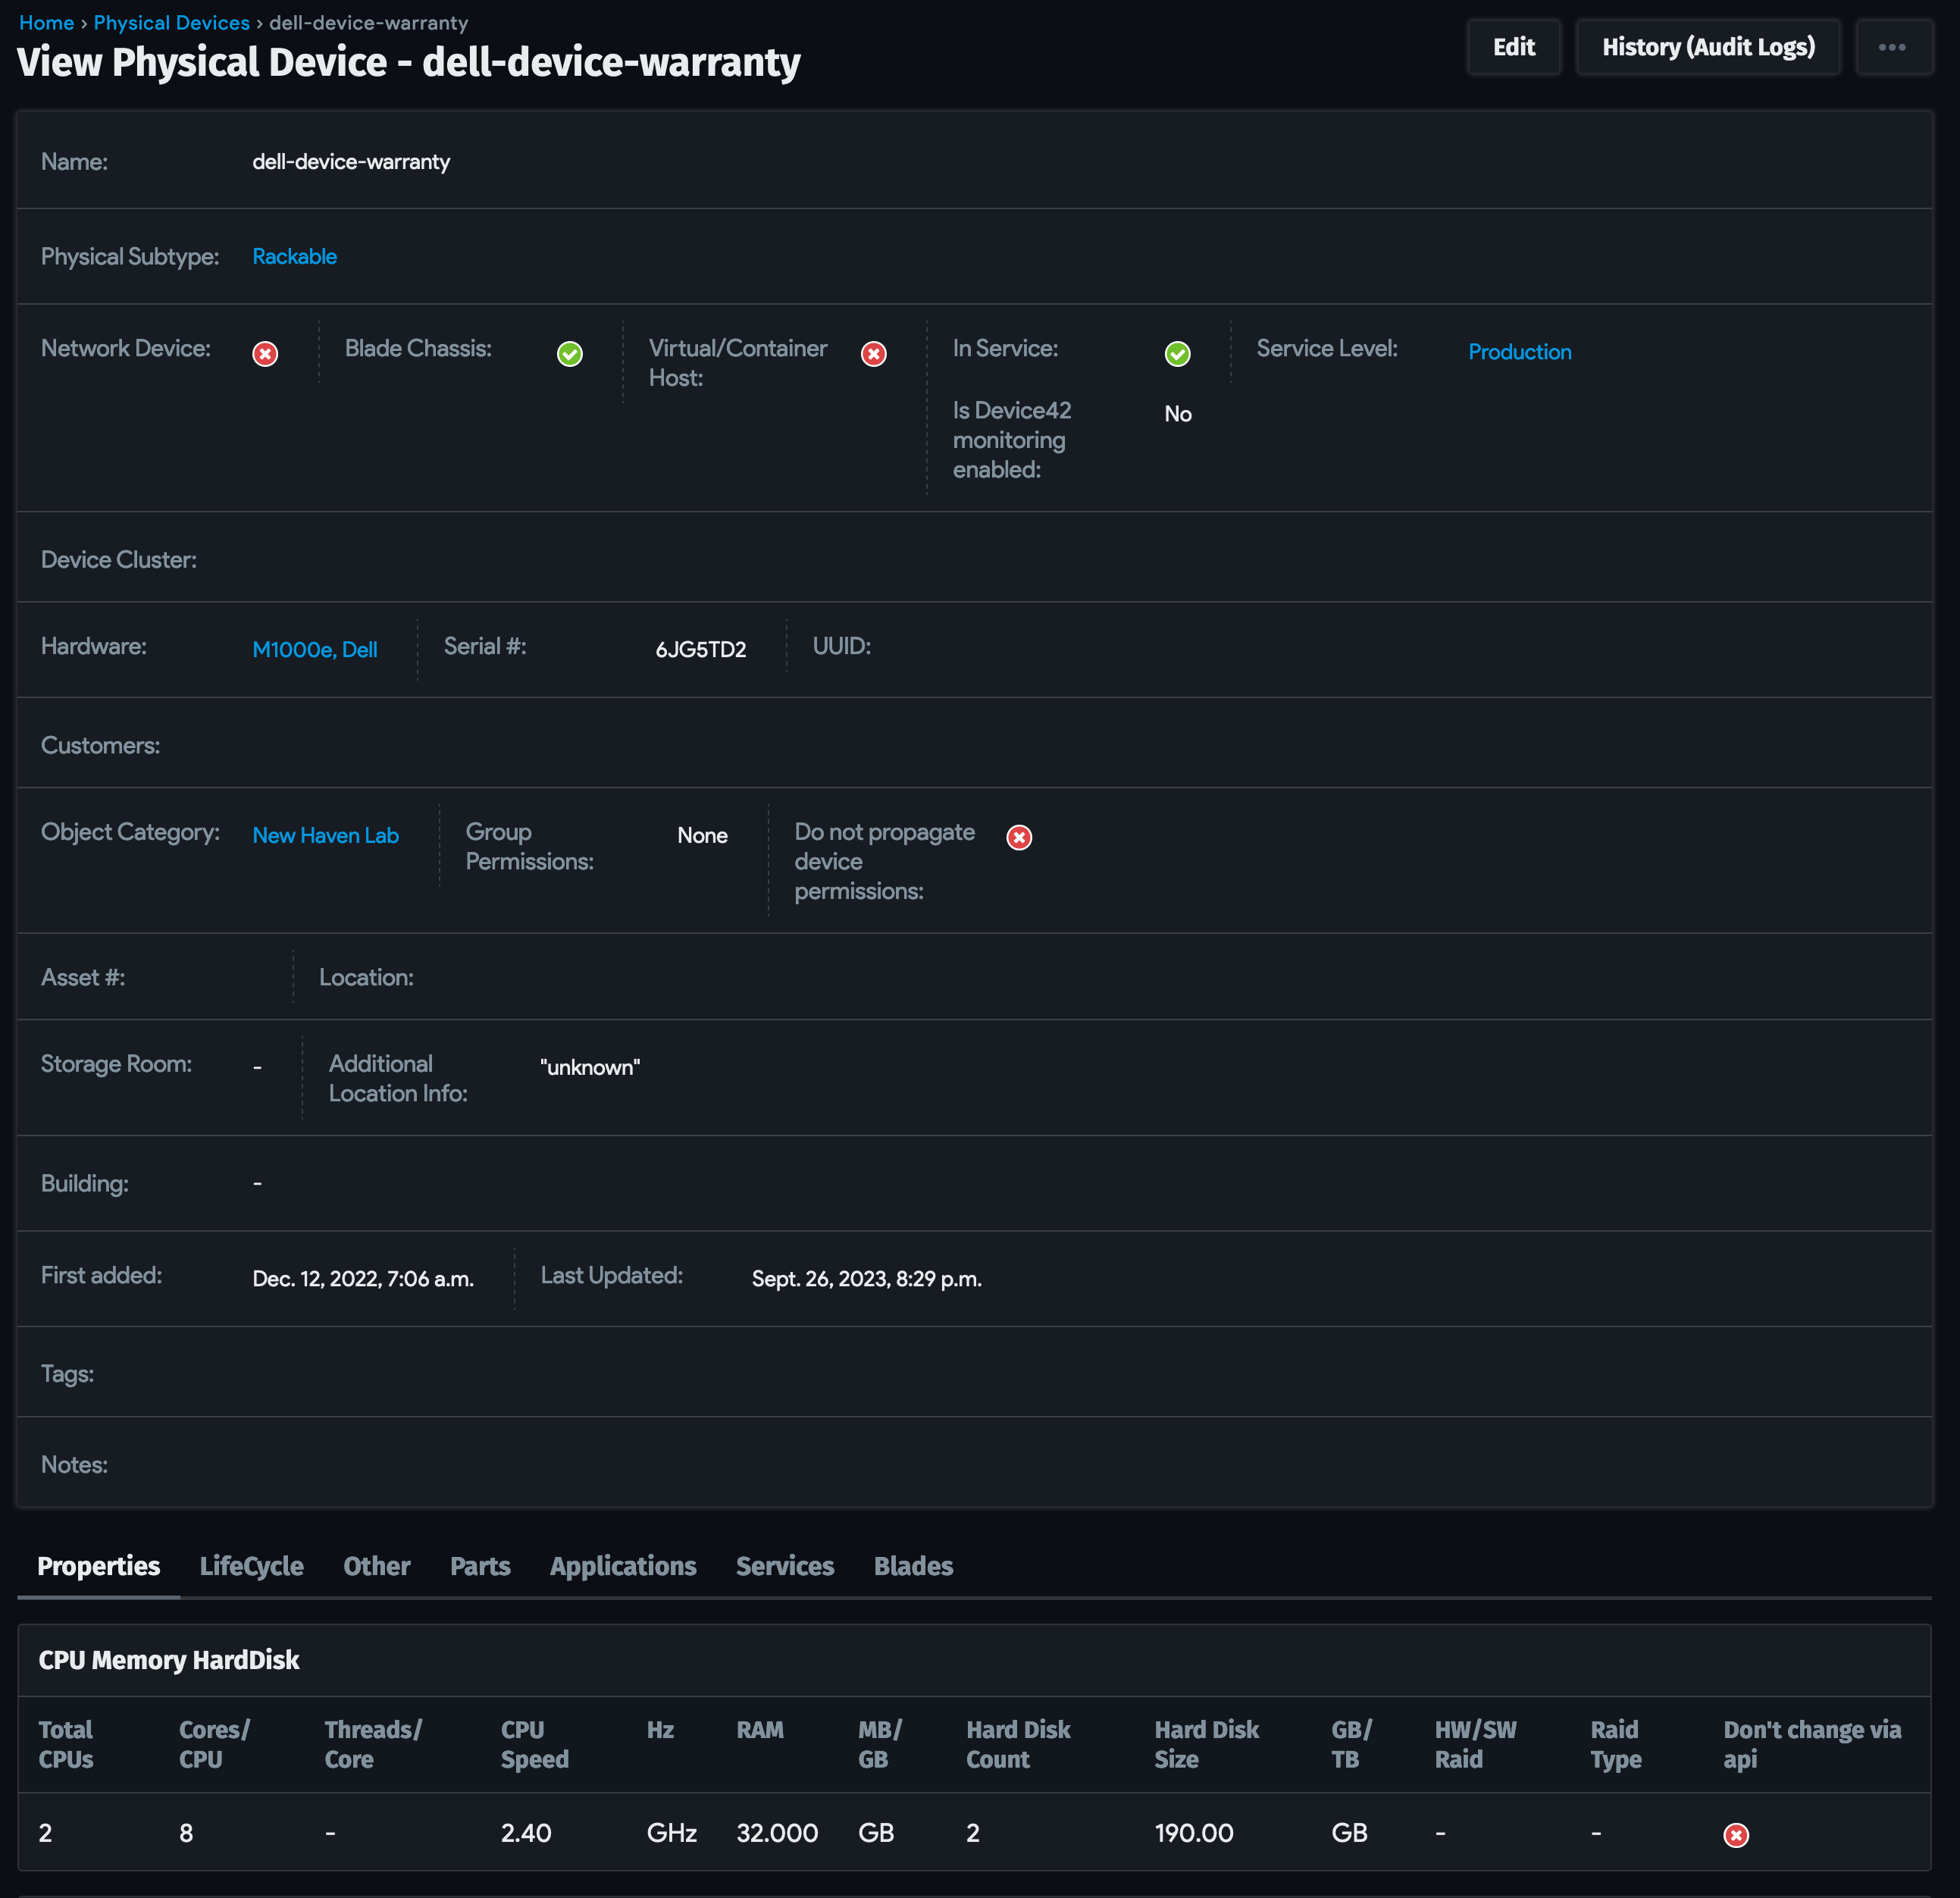 Home › Physical Devices › dell-device-warranty
View Physical Device - dell-device-warranty
Edit
History (Audit Logs)
Name: dell-device-warranty
Physical Subtype: Rackable
Network Device:
Blade Chassis:
Virtual/Container
Host:
In Service:
Is Device42
monitoring
enabled:
No
Service Level: Production
Device Cluster:
Hardware: M1000e, Dell
Serial #: 6JG5TD2
UUID:
Customers:
Object Category: New Haven Lab
Group
Permissions:
None
Do not propagate
device
permissions:
Asset #:
Location:
Storage Room: -
Additional
Location Info:
"unknown"
Building: -
First added: Dec. 12, 2022, 7:06 a.m.
Last Updated: Sept. 26, 2023, 8:29 p.m.
Tags:
Notes:
Properties LifeCycle Other Parts Applications Services Blades
CPU Memory HardDisk
Total
CPUs
Cores/
CPU
Threads/
Core
CPU
Speed
Hz
RAM
MB/
GB
Hard Disk
Count
Hard Disk
Size
GB/
TB
HW/SW
Raid
Raid
Type
Don't change via
api
2 8 - 2.40 GHz 32.000 GB 2 190.00 GB - -